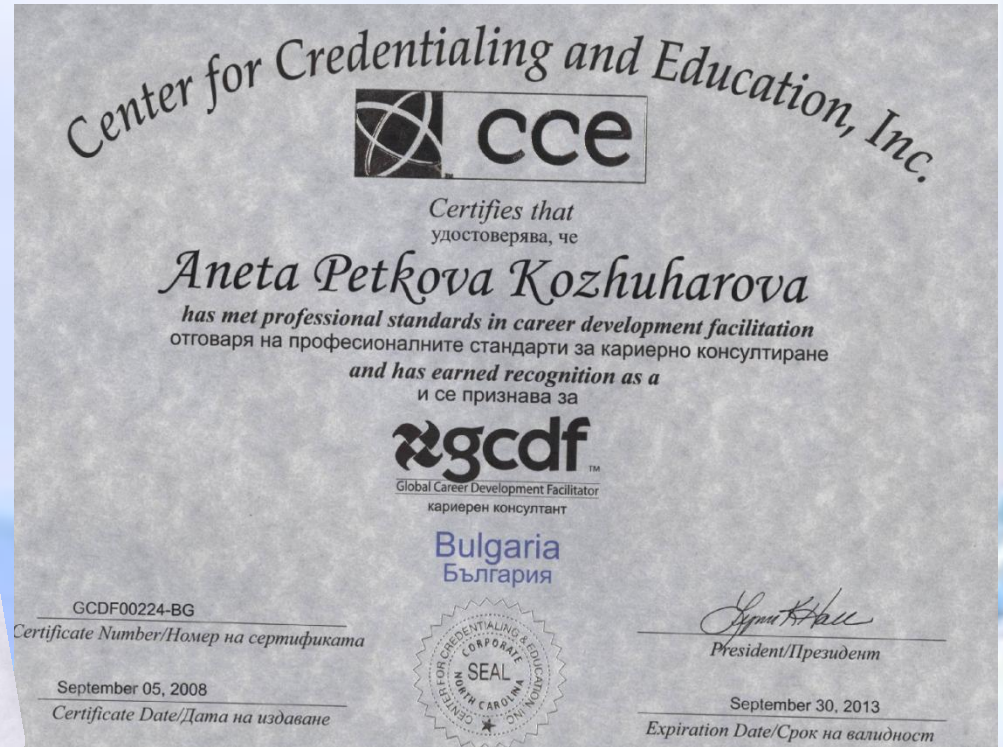 Center for Credentialing and Education, Inc.
cce
Certifies that
удостоверява, че
Aneta Petkova Kozhuharova
has met professional standards in career development facilitation
отговаря на професионалните стандарти за кариерно консултиране
and has earned recognition as a
и се признава за
gcdf™
Global Career Development Facilitator
кариерен консултант
Bulgaria
България
GCDF00224-BG
Certificate Number/Номер на сертификата
September 05, 2008
Certificate Date/Дата на издаване
CENTER FOR CREDENTIALING & EDUCATION, INC
CORPORATE
SEAL
NORTH CAROLINA
President/Президент
September 30, 2013
Expiration Date/Срок на валидност